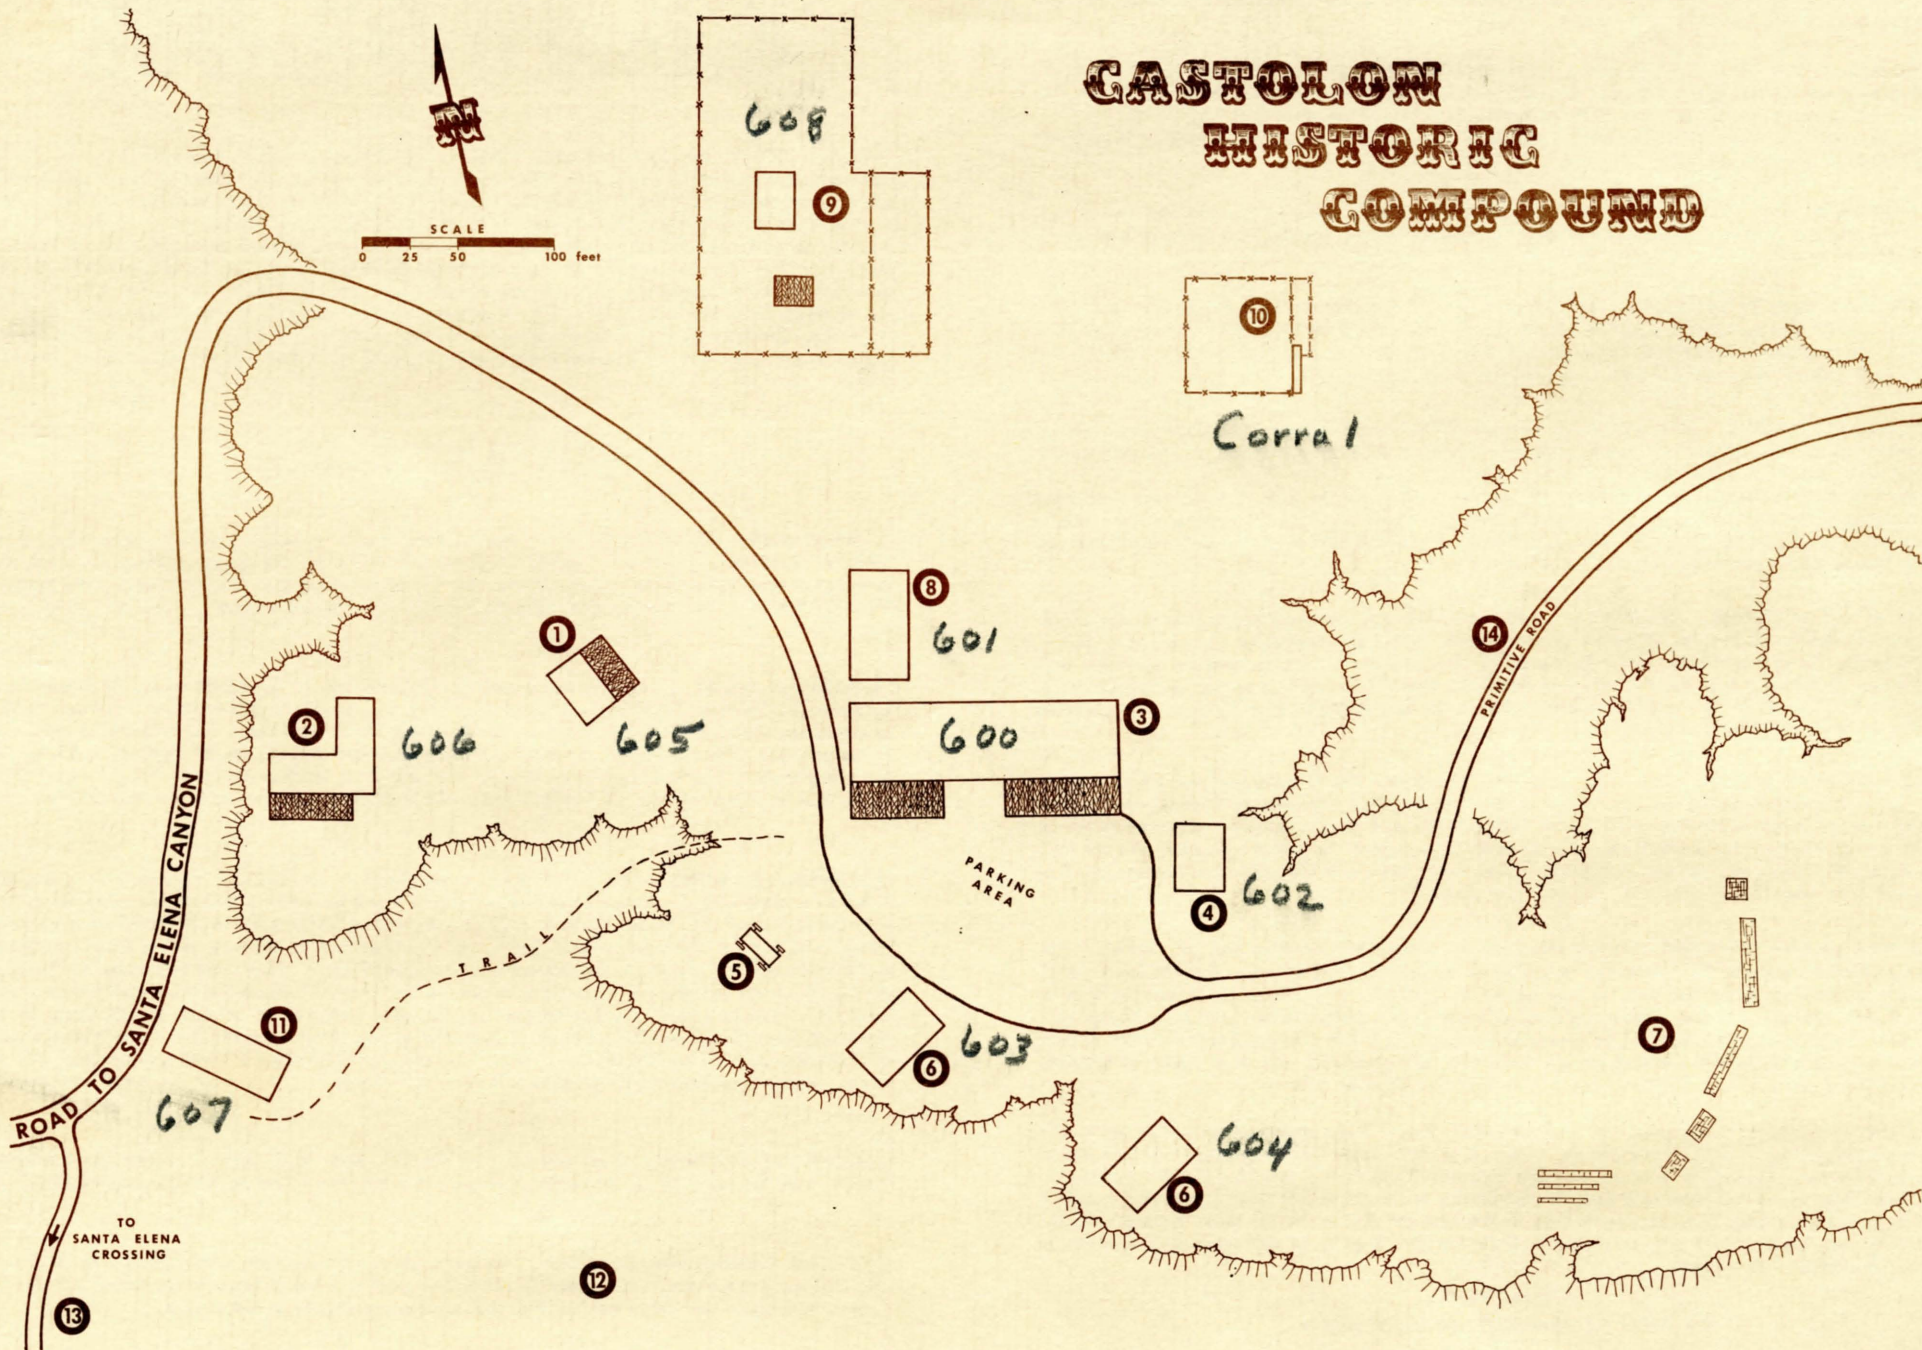 CASTOLON
HISTORIC
COMPOUND
N
SCALE
0 25 50 100 feet
608
9
10
Corral
8
601
1
605
2
606
3
600
14
PRIMITIVE ROAD
PARKING
AREA
4
602
TRAIL
5
6
603
7
11
607
ROAD TO SANTA ELENA CANYON
604
6
TO
SANTA ELENA
CROSSING
12
13